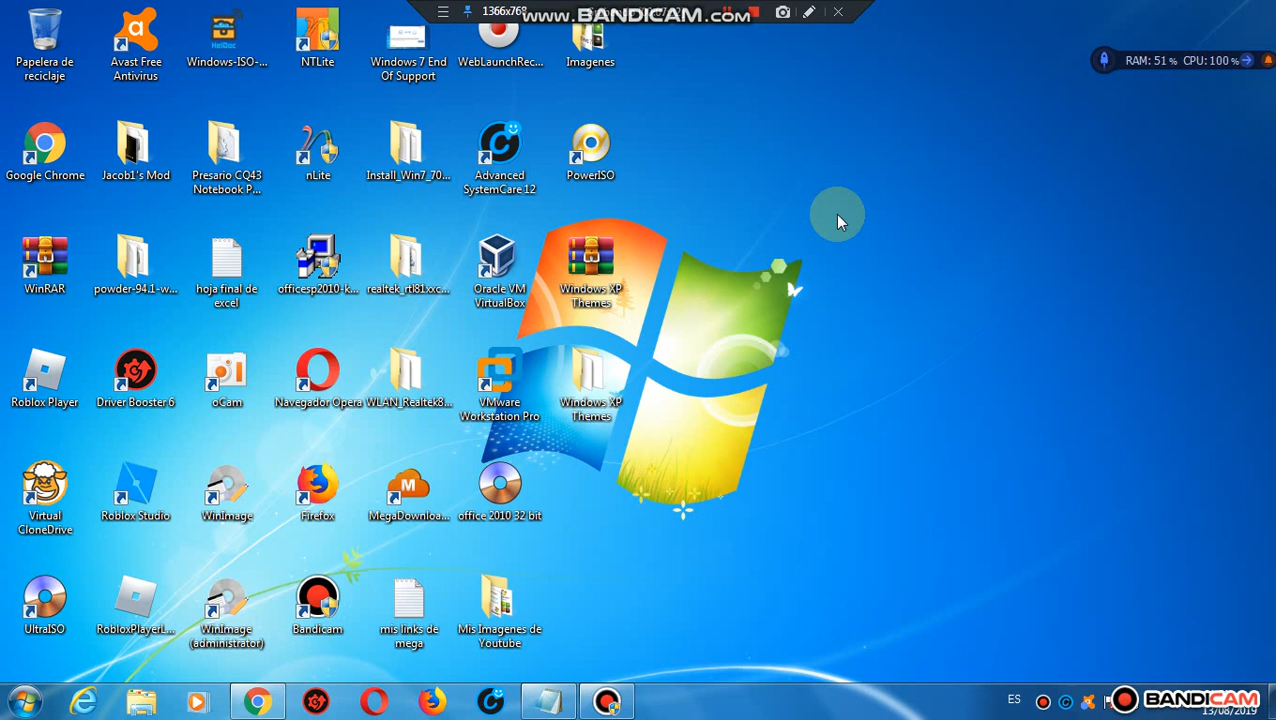 1366x768
www.BANDICAM.com
RAM: 51% CPU: 100%
Papelera de
reciclaje
Avast Free
Antivirus
Windows-ISO-...
NTLite
Windows 7 End
Of Support
WebLaunchRec...
Imagenes
Google Chrome
Jacob1's Mod
Presario CQ43
Notebook P...
nLite
Install_Win7_70...
Advanced
SystemCare 12
PowerISO
WinRAR
powder-94.1-w...
hoja final de
excel
officesp2010-k...
realtek_rtl81xxc...
Oracle VM
VirtualBox
Windows XP
Themes
Roblox Player
Driver Booster 6
oCam
Navegador Opera
WLAN_Realtek8...
VMware
Workstation Pro
Windows XP
Themes
Virtual
CloneDrive
Roblox Studio
WinImage
Firefox
MegaDownloa...
office 2010 32 bit
UltraISO
RobloxPlayerL...
WinImage
(administrator)
Bandicam
mis links de
mega
Mis Imagenes de
Youtube
ES
BANDICAM
13/08/2019